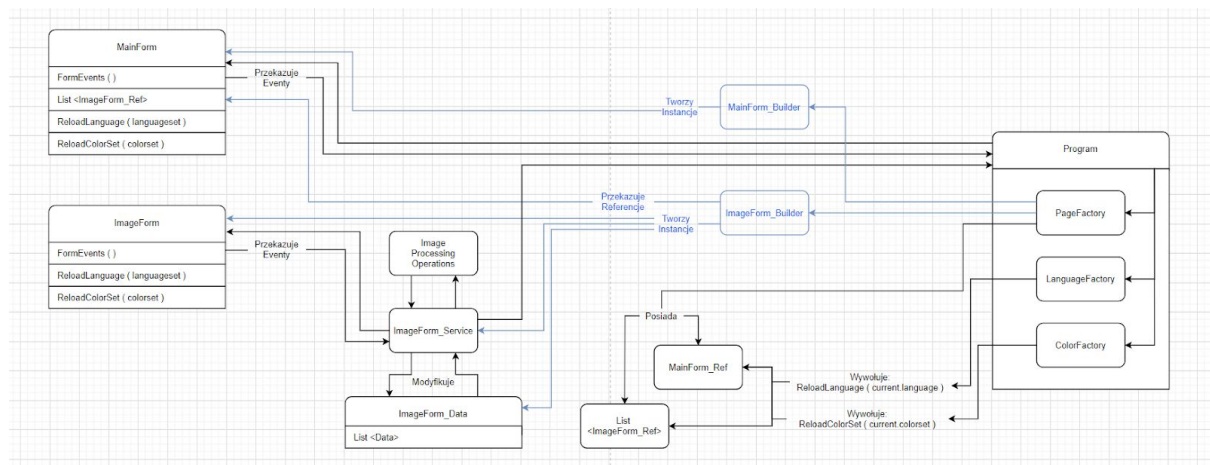 MainForm
FormEvents ( )
List <ImageForm_Ref>
ReloadLanguage ( languageset )
ReloadColorSet ( colorset )
Przekazuje
Eventy
Tworzy
Instancje
MainForm_Builder
Program
PageFactory
LanguageFactory
ColorFactory
Przekazuje
Referencje
Tworzy
Instancje
ImageForm_Builder
ImageForm
FormEvents ( )
ReloadLanguage ( languageset )
ReloadColorSet ( colorset )
Przekazuje
Eventy
Image
Processing
Operations
ImageForm_Service
Modyfikuje
ImageForm_Data
List <Data>
Posiada
MainForm_Ref
List
<ImageForm_Ref>
Wywołuje:
ReloadLanguage ( current.language )
Wywołuje:
ReloadColorSet ( current.colorset )